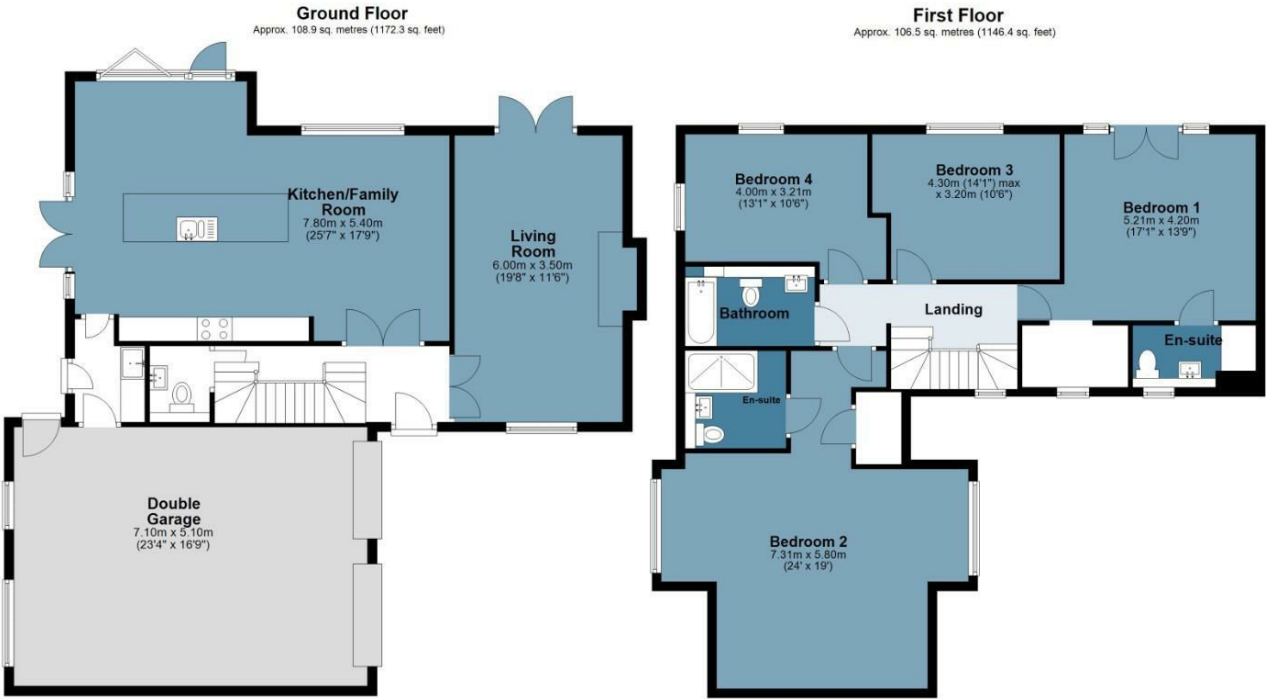 Ground Floor
Approx. 108.9 sq. metres (1172.3 sq. feet)
Kitchen/Family
Room
7.80m x 5.40m
(25'7" x 17'9")
Living
Room
6.00m x 3.50m
(19'8" x 11'6")
Double
Garage
7.10m x 5.10m
(23'4" x 16'9")
First Floor
Approx. 106.5 sq. metres (1146.4 sq. feet)
Bedroom 4
4.00m x 3.21m
(13'1" x 10'6")
Bedroom 3
4.30m (14'1") max
x 3.20m (10'6")
Bedroom 1
5.21m x 4.20m
(17'1" x 13'9")
Bathroom
Landing
En-suite
En-suite
Bedroom 2
7.31m x 5.80m
(24' x 19')